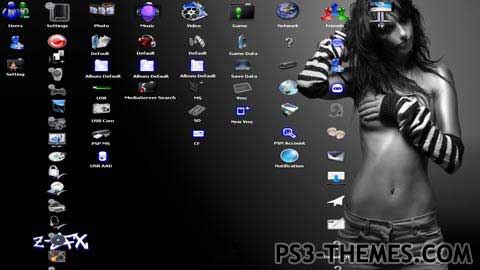 Users
Settings
Photo
Music
Video
Game
Network
Friends
TV
Setting
Default
Default
Default
Game Data
Album Default
Album Default
Album Default
Save Data
USB
MediaServer Search
MS
Vmc
USB Cam
SD
New Vmc
PSP MS
CF
PSN Account
USB AAD
Notification
Z-FX
PS3-THEMES.COM